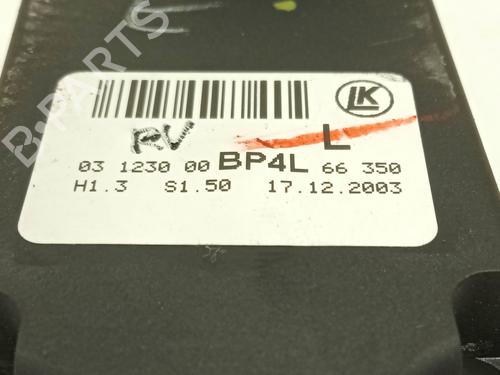 LK
RV L
03 1230 00 BP4L 66 350
H1.3 S1.50 17.12.2003
B-PARTS